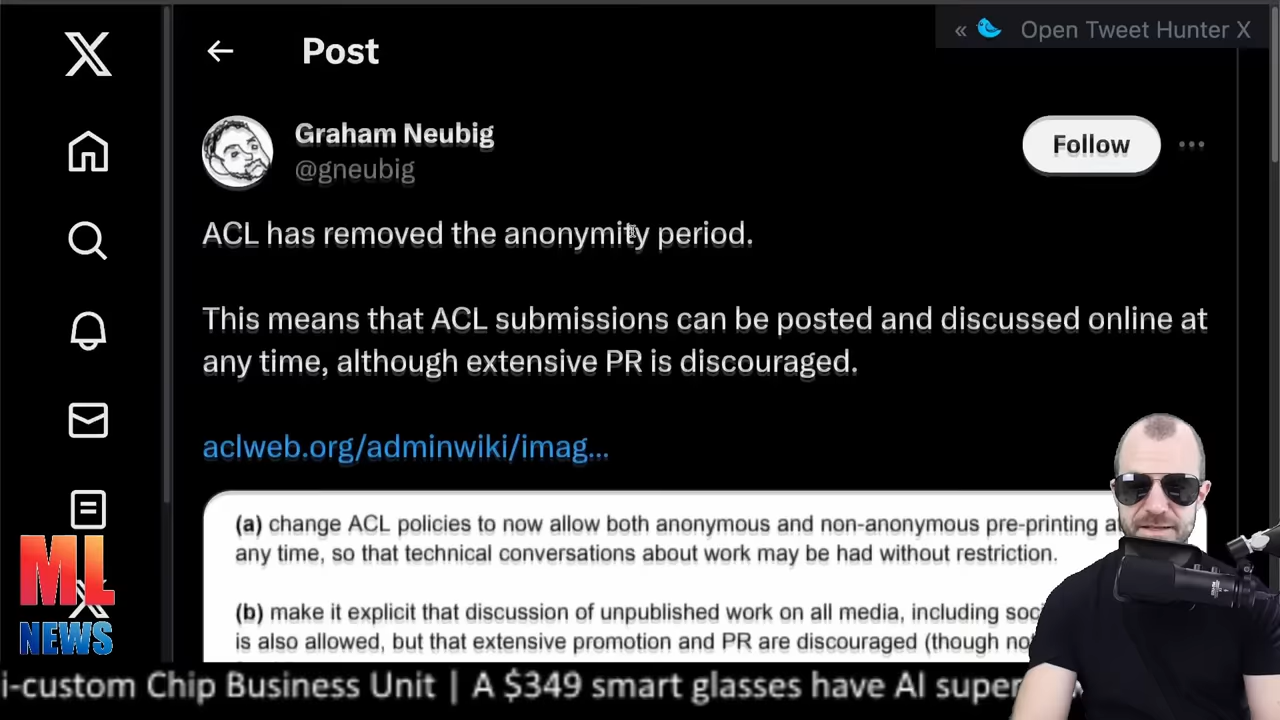 « Open Tweet Hunter X
Post
Graham Neubig
@gneubig
Follow
ACL has removed the anonymity period.
This means that ACL submissions can be posted and discussed online at
any time, although extensive PR is discouraged.
aclweb.org/adminwiki/imag...
(a) change ACL policies to now allow both anonymous and non-anonymous pre-printing
any time, so that technical conversations about work may be had without restriction.
(b) make it explicit that discussion of unpublished work on all media, including
is also allowed, but that extensive promotion and PR are discouraged (though
ML
NEWS
i-custom Chip Business Unit | A $349 smart glasses have AI super